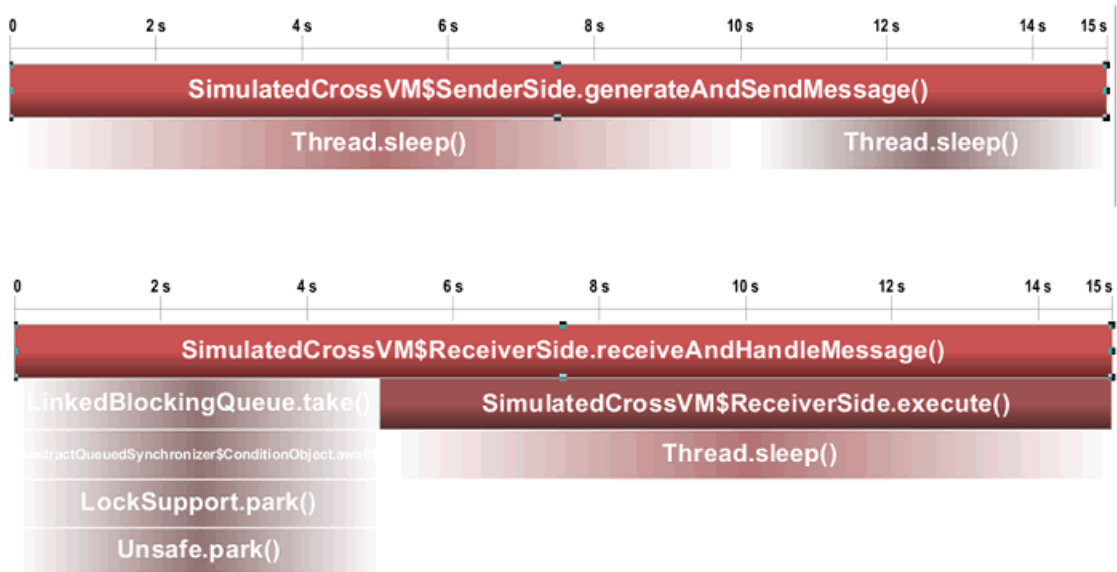 0 2 s 4 s 6 s 8 s 10 s 12 s 14 s 15 s
SimulatedCrossVM$SenderSide.generateAndSendMessage()
Thread.sleep() Thread.sleep()
0 2 s 4 s 6 s 8 s 10 s 12 s 14 s 15 s
SimulatedCrossVM$ReceiverSide.receiveAndHandleMessage()
LinkedBlockingQueue.take() SimulatedCrossVM$ReceiverSide.execute()
Thread.sleep()
LockSupport.park()
Unsafe.park()